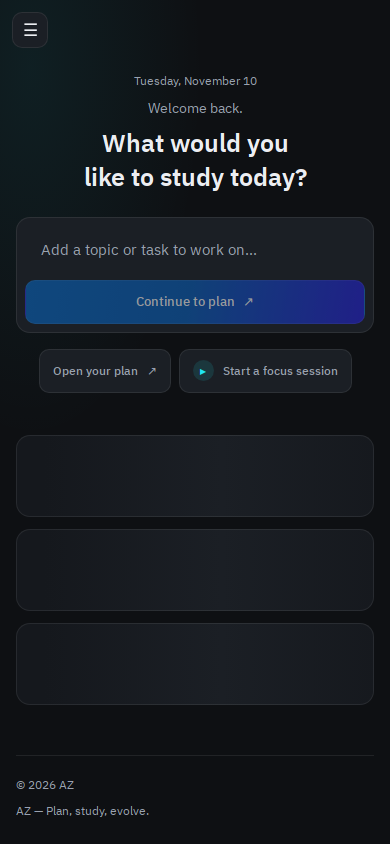 Tuesday, November 10
Welcome back.
What would you
like to study today?
Add a topic or task to work on...
Continue to plan ↗
Open your plan ↗
Start a focus session
© 2026 AZ
AZ — Plan, study, evolve.